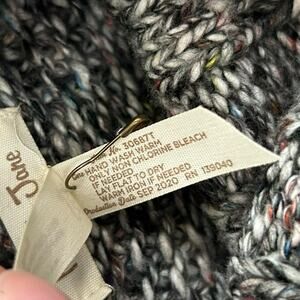 Jane
No. 30687T
HAND WASH WARM
ONLY NON CHLORINE BLEACH
IF NEEDED
LAY FLAT TO DRY
WARM IRON IF NEEDED
Production Date SEP 2020 RN 139040